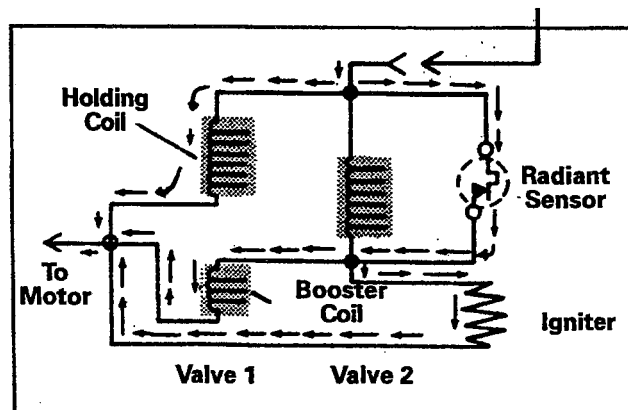 Holding
Coil
Radiant
Sensor
To
Motor
Booster
Coil
Igniter
Valve 1
Valve 2